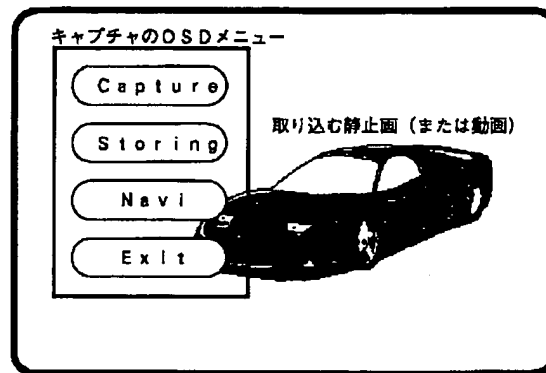 キャプチャのOSDメニュー
Capture
取り込む静止画（または動画）
Storing
Navi
Exit